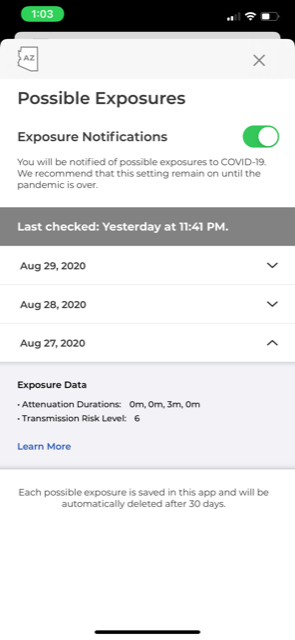 1:03
AZ
Possible Exposures
Exposure Notifications
You will be notified of possible exposures to COVID-19.
We recommend that this setting remain on until the
pandemic is over.
Last checked: Yesterday at 11:41 PM.
Aug 29, 2020
Aug 28, 2020
Aug 27, 2020
Exposure Data
• Attenuation Durations: 0m, 0m, 3m, 0m
• Transmission Risk Level: 6
Learn More
Each possible exposure is saved in this app and will be
automatically deleted after 30 days.